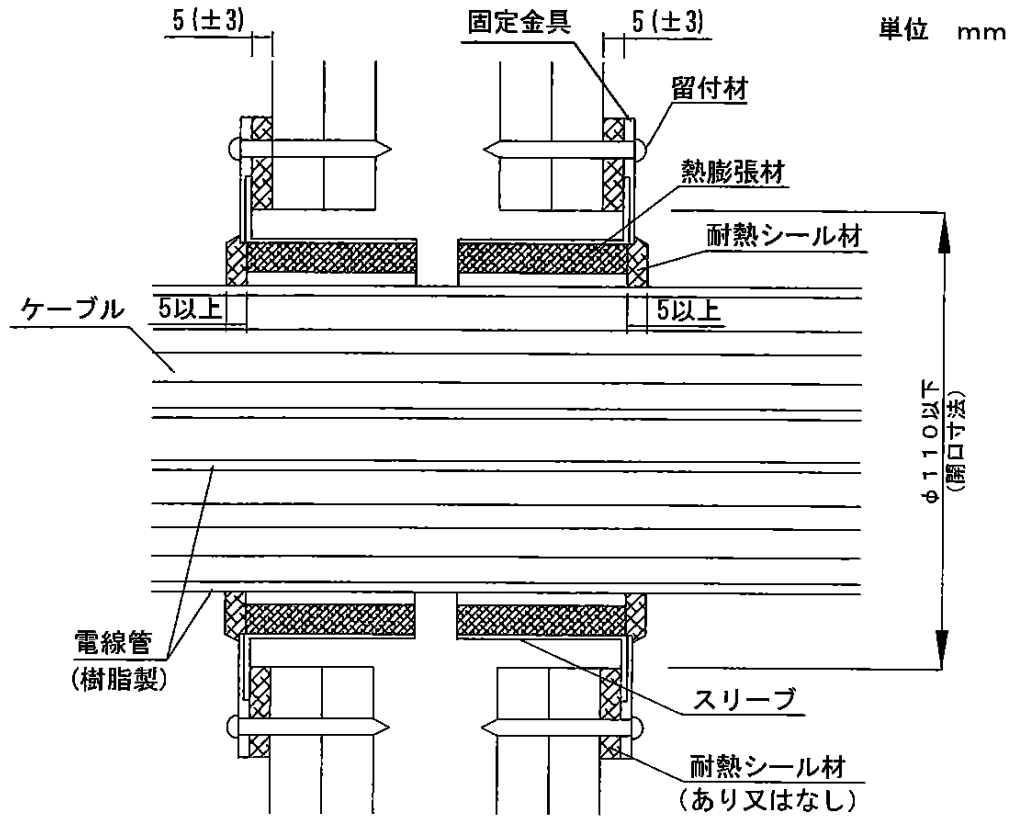 5(±3)
固定金具
5(±3)
単位 mm
留付材
熱膨張材
耐熱シール材
ケーブル
5以上
5以上
φ110以下
(開口寸法)
電線管
(樹脂製)
スリーブ
耐熱シール材
(あり又はなし)